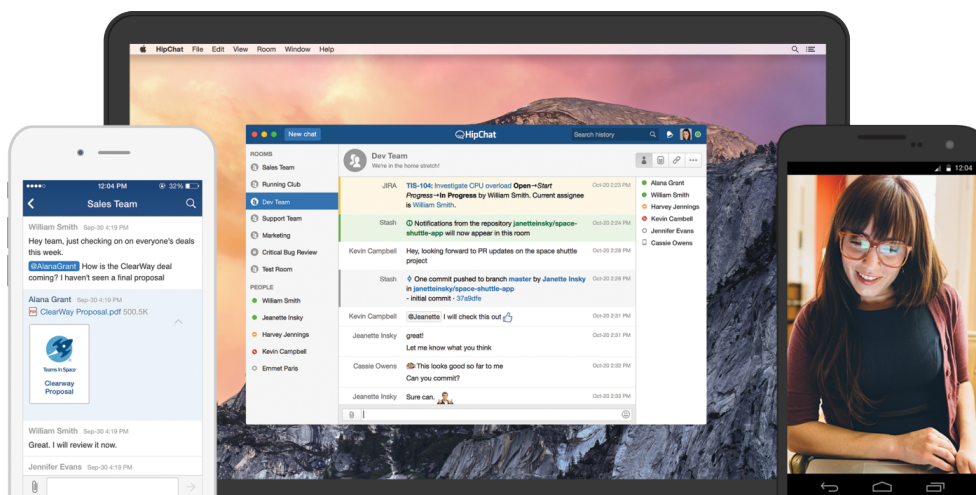 HipChat File Edit View Room Window Help
New chat
HipChat
Search history
ROOMS
Sales Team
Running Club
Dev Team
Support Team
Marketing
Critical Bug Review
Test Room
PEOPLE
William Smith
Jeanette Insky
Harvey Jennings
Kevin Campbell
Emmet Paris
Dev Team
We're in the home stretch!
JIRA TIS-104: Investigate CPU overload Open→Start Oct-20 2:23 PM
Progress→In Progress by William Smith. Current assignee
is William Smith.
Stash Notifications from the repository janetteinsky/space- Oct-20 2:24 PM
shuttle-app will now appear in this room
Kevin Campbell Hey, looking forward to PR updates on the space shuttle Oct-20 2:28 PM
project
Stash One commit pushed to branch master by Janette Insky Oct-20 2:28 PM
in janetteinsky/space-shuttle-app
- initial commit · 37a9dfe
Kevin Campbell @Jeanette I will check this out Oct-20 2:31 PM
Jeanette Insky great! Oct-20 2:31 PM
Let me know what you think
Cassie Owens This looks good so far to me Oct-20 2:32 PM
Can you commit?
Jeanette Insky Sure can. Oct-20 2:33 PM
Alana Grant
William Smith
Harvey Jennings
Kevin Cambell
Jennifer Evans
Cassie Owens
12:04 PM 32%
Sales Team
William Smith Sep-30 4:19 PM
Hey team, just checking on on everyone's deals
this week.
@AlanaGrant How is the ClearWay deal
coming? I haven't seen a final proposal
Alana Grant Sep-30 4:19 PM
PDF ClearWay Proposal.pdf 500.5K
Teams in Space
Clearway
Proposal
William Smith Sep-30 4:19 PM
Great. I will review it now.
Jennifer Evans Sep-30 4:19 PM
12:04